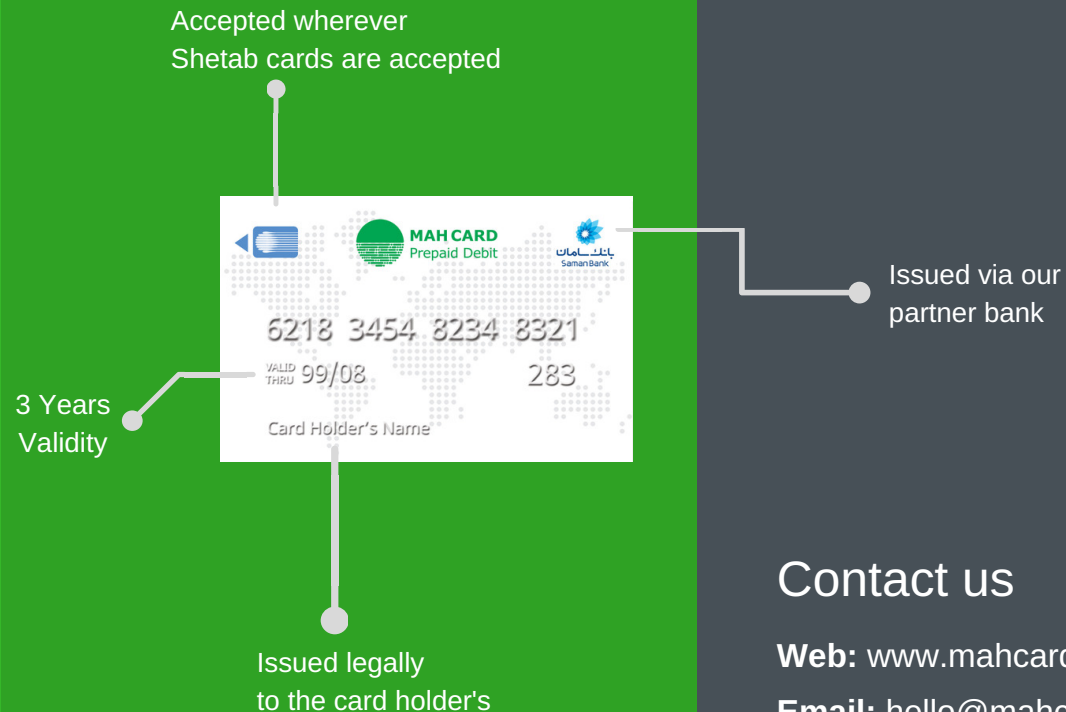 Accepted wherever
Shetab cards are accepted
MAH CARD
Prepaid Debit
بانک سامان
Saman Bank
Issued via our
partner bank
6218 3454 8234 8321
VALID
THRU 99/08
283
3 Years
Validity
Card Holder's Name
Contact us
Web: www.mahcard
Issued legally
to the card holder's
Email: hello@mahc